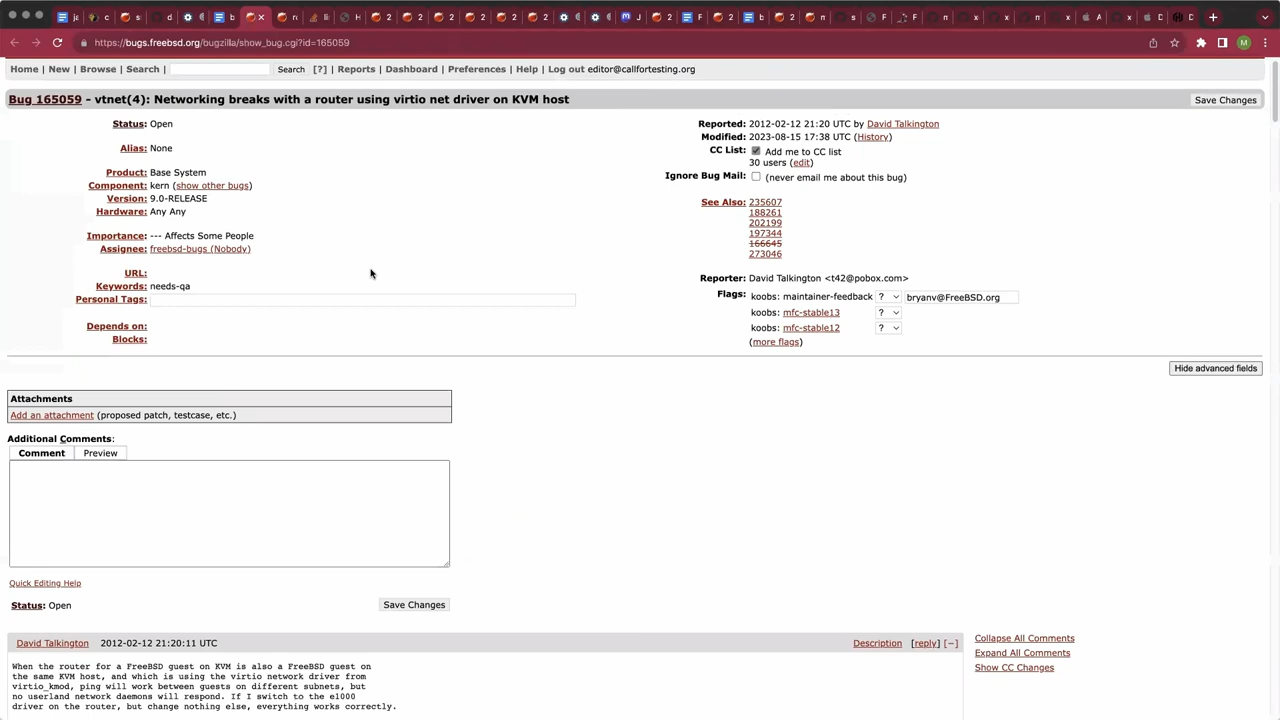 https://bugs.freebsd.org/bugzilla/show_bug.cgi?id=165059
M
Home | New | Browse | Search | Search [?] | Reports | Dashboard | Preferences | Help | Log out editor@callfortesting.org
Bug 165059 - vtnet(4): Networking breaks with a router using virtio net driver on KVM host
Save Changes
Status: Open
Alias: None
Product: Base System
Component: kern (show other bugs)
Version: 9.0-RELEASE
Hardware: Any Any
Importance: --- Affects Some People
Assignee: freebsd-bugs (Nobody)
URL:
Keywords: needs-qa
Personal Tags:
Depends on:
Blocks:
Reported: 2012-02-12 21:20 UTC by David Talkington
Modified: 2023-08-15 17:38 UTC (History)
CC List: Add me to CC list
30 users (edit)
Ignore Bug Mail: (never email me about this bug)
See Also: 235607
188261
202199
197344
166645
273046
Reporter: David Talkington <t42@pobox.com>
Flags: koobs: maintainer-feedback ? bryanv@FreeBSD.org
koobs: mfc-stable13 ?
koobs: mfc-stable12 ?
(more flags)
Hide advanced fields
Attachments
Add an attachment (proposed patch, testcase, etc.)
Additional Comments:
Comment Preview
Quick Editing Help
Status: Open
Save Changes
David Talkington 2012-02-12 21:20:11 UTC
Description [reply] [−]
When the router for a FreeBSD guest on KVM is also a FreeBSD guest on
the same KVM host, and which is using the virtio network driver from
virtio_kmod, ping will work between guests on different subnets, but
no userland network daemons will respond. If I switch to the e1000
driver on the router, but change nothing else, everything works correctly.
Collapse All Comments
Expand All Comments
Show CC Changes